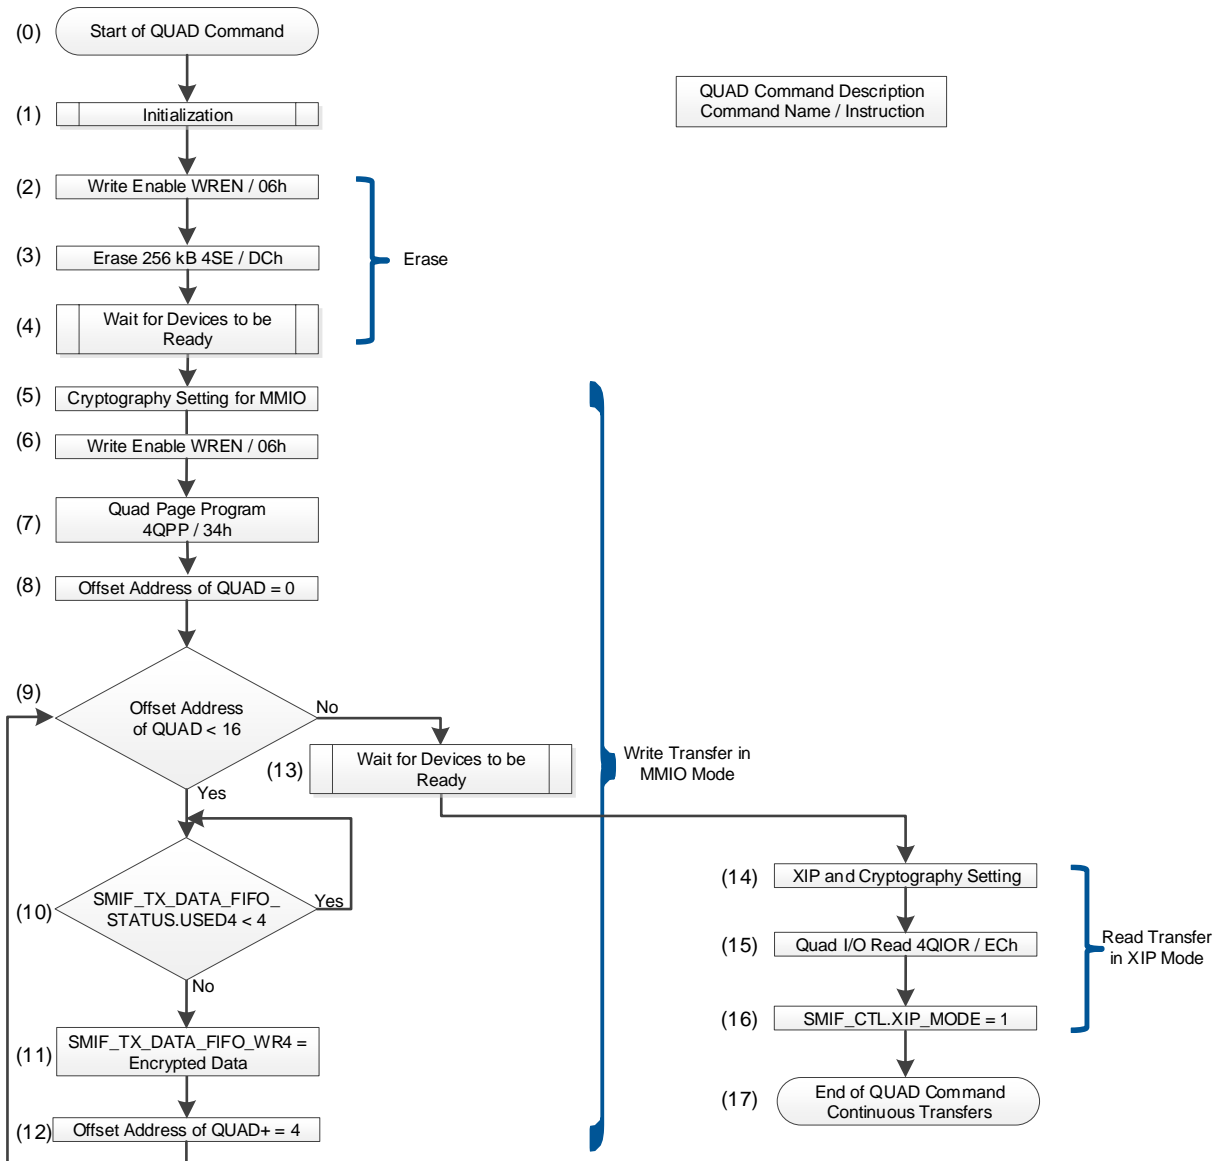 (0)
Start of QUAD Command
QUAD Command Description
Command Name / Instruction
(1)
Initialization
(2)
Write Enable WREN / 06h
(3)
Erase 256 kB 4SE / DCh
Erase
(4)
Wait for Devices to be
Ready
(5)
Cryptography Setting for MMIO
(6)
Write Enable WREN / 06h
(7)
Quad Page Program
4QPP / 34h
(8)
Offset Address of QUAD = 0
(9)
Offset Address
of QUAD < 16
No
Yes
(13)
Wait for Devices to be
Ready
Write Transfer in
MMIO Mode
(10)
SMIF_TX_DATA_FIFO_
STATUS.USED4 < 4
Yes
No
(11)
SMIF_TX_DATA_FIFO_WR4 =
Encrypted Data
(12)
Offset Address of QUAD+ = 4
(14)
XIP and Cryptography Setting
(15)
Quad I/O Read 4QIOR / ECh
Read Transfer
in XIP Mode
(16)
SMIF_CTL.XIP_MODE = 1
(17)
End of QUAD Command
Continuous Transfers